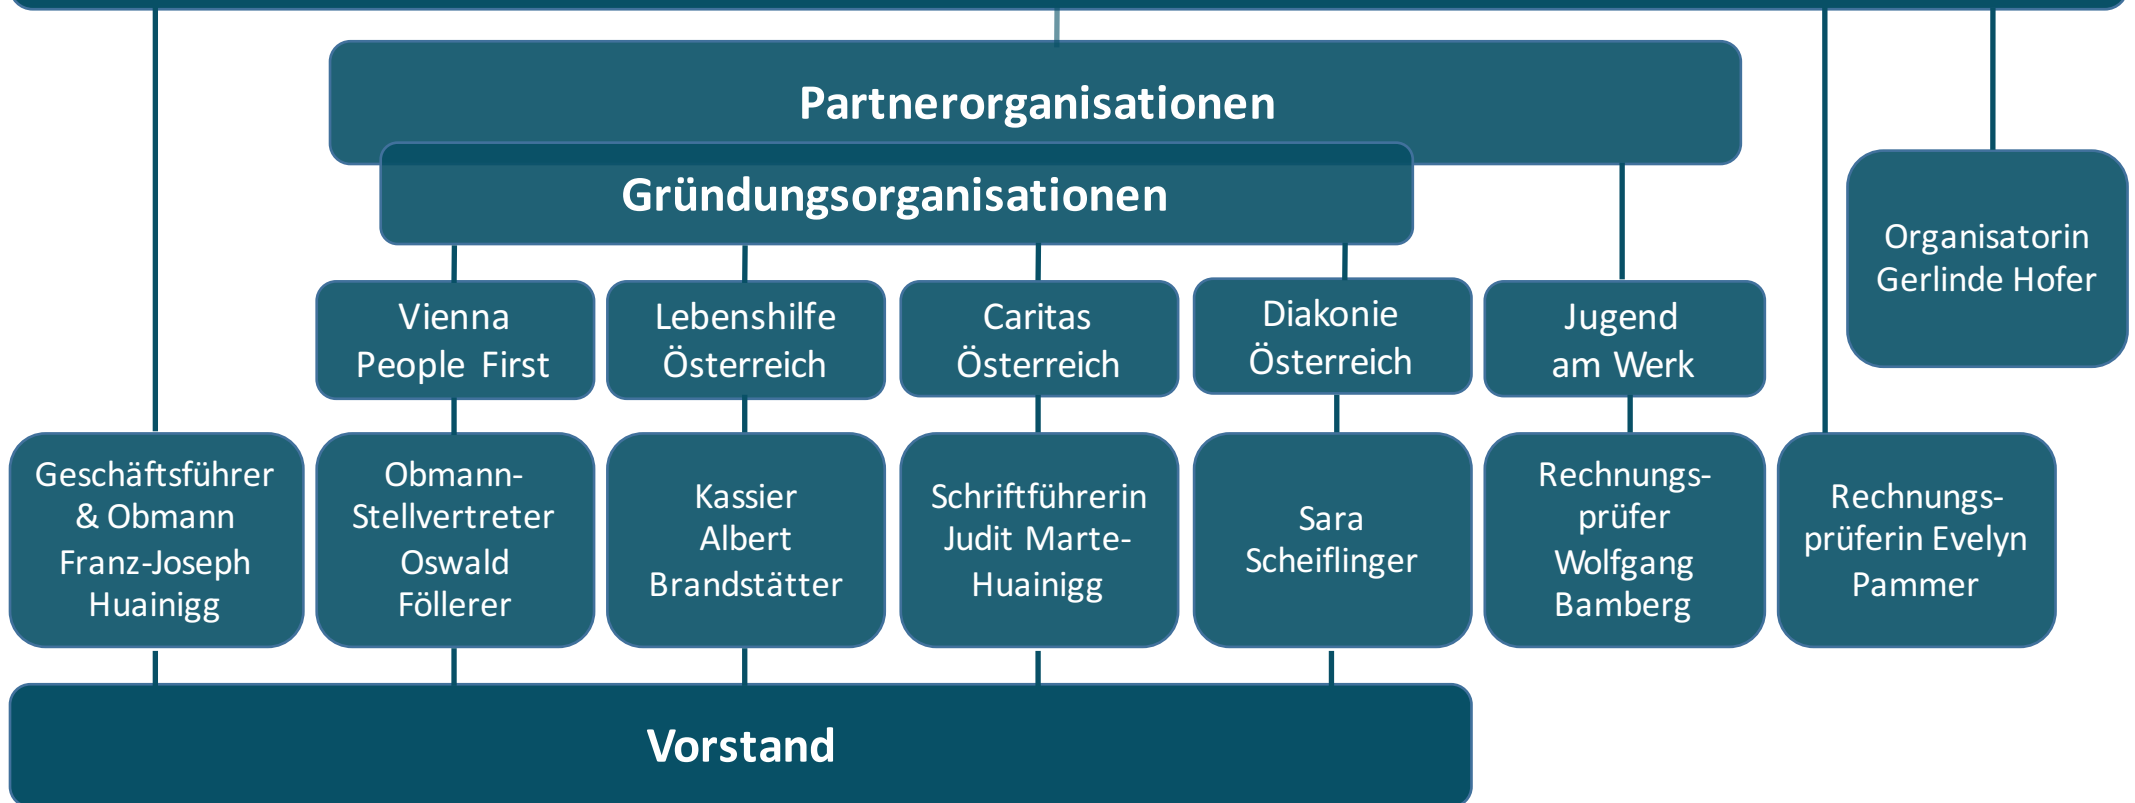 Partnerorganisationen
Gründungsorganisationen
Organisatorin
Gerlinde Hofer
Vienna
People First
Lebenshilfe
Österreich
Caritas
Österreich
Diakonie
Österreich
Jugend
am Werk
Geschäftsführer
& Obmann
Franz-Joseph
Huainigg
Obmann-
Stellvertreter
Oswald
Föllerer
Kassier
Albert
Brandstätter
Schriftführerin
Judit Marte-
Huainigg
Sara
Scheiflinger
Rechnungs-
prüfer
Wolfgang
Bamberg
Rechnungs-
prüferin Evelyn
Pammer
Vorstand